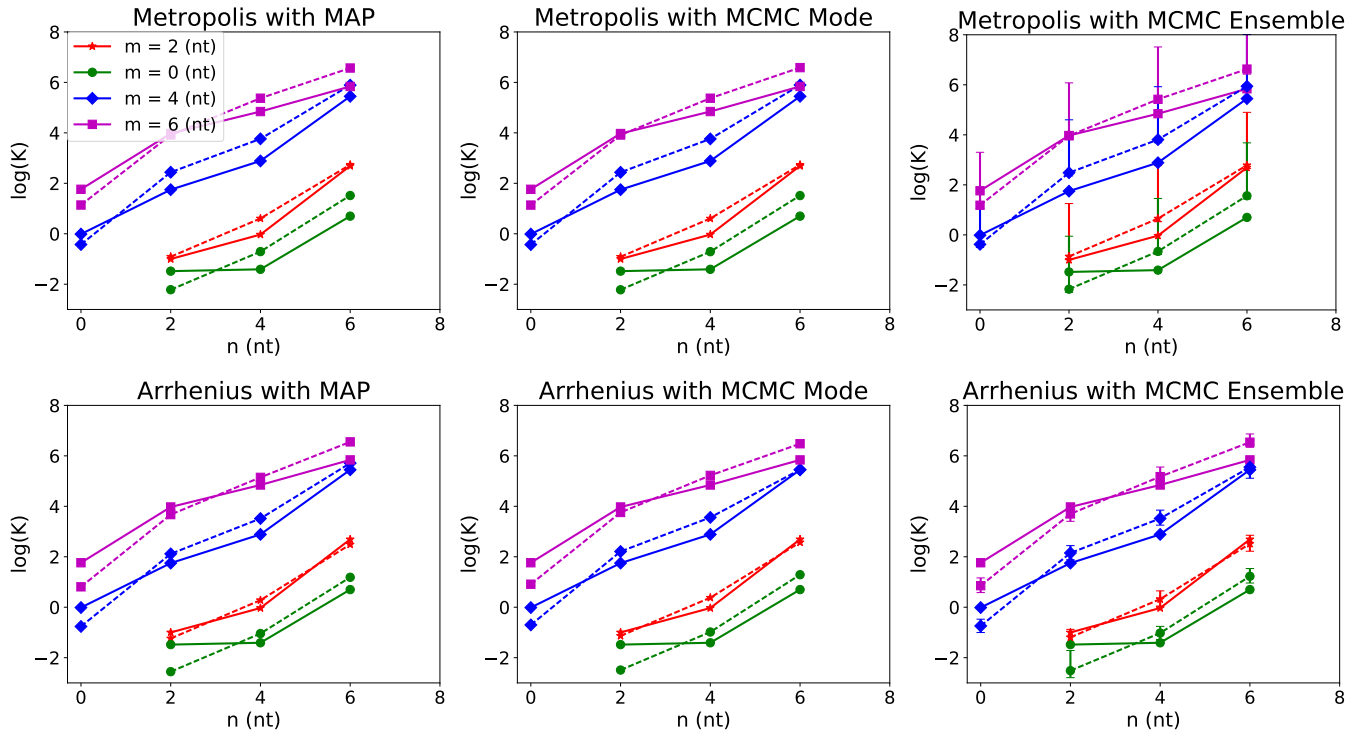 Metropolis with MAP
Metropolis with MCMC Mode
Metropolis with MCMC Ensemble
m = 2 (nt)
m = 0 (nt)
m = 4 (nt)
m = 6 (nt)
log(K)
8
6
4
2
0
−2
0 2 4 6 8
n (nt)
log(K)
8
6
4
2
0
−2
0 2 4 6 8
n (nt)
log(K)
8
6
4
2
0
−2
0 2 4 6 8
n (nt)
Arrhenius with MAP
Arrhenius with MCMC Mode
Arrhenius with MCMC Ensemble
log(K)
8
6
4
2
0
−2
0 2 4 6 8
n (nt)
log(K)
8
6
4
2
0
−2
0 2 4 6 8
n (nt)
log(K)
8
6
4
2
0
−2
0 2 4 6 8
n (nt)